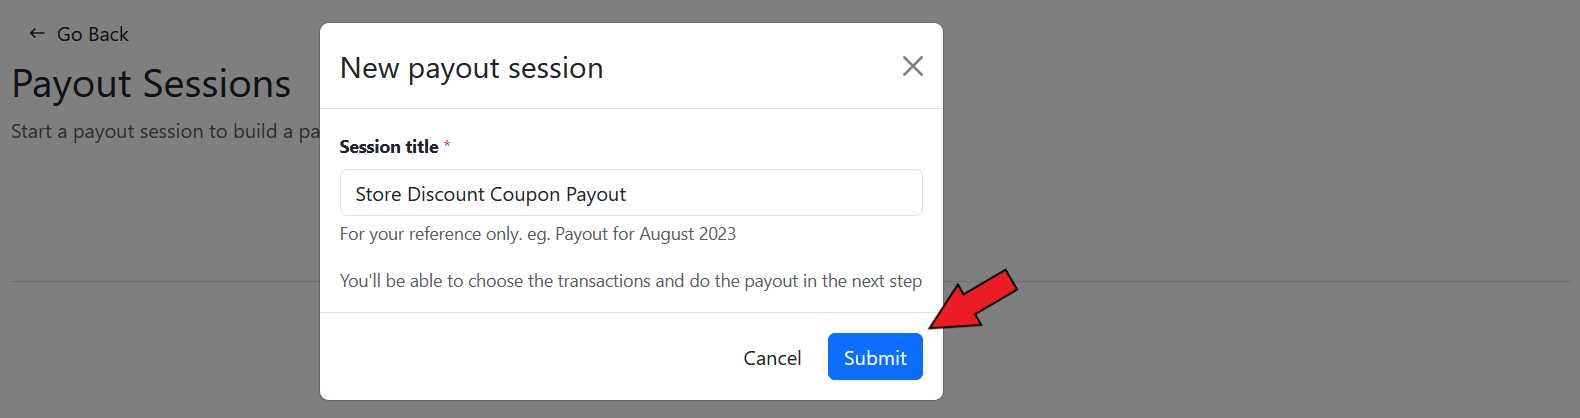 ← Go Back
Payout Sessions
Start a payout session to build a pa
New payout session
Session title *
Store Discount Coupon Payout
For your reference only. eg. Payout for August 2023
You'll be able to choose the transactions and do the payout in the next step
Cancel
Submit